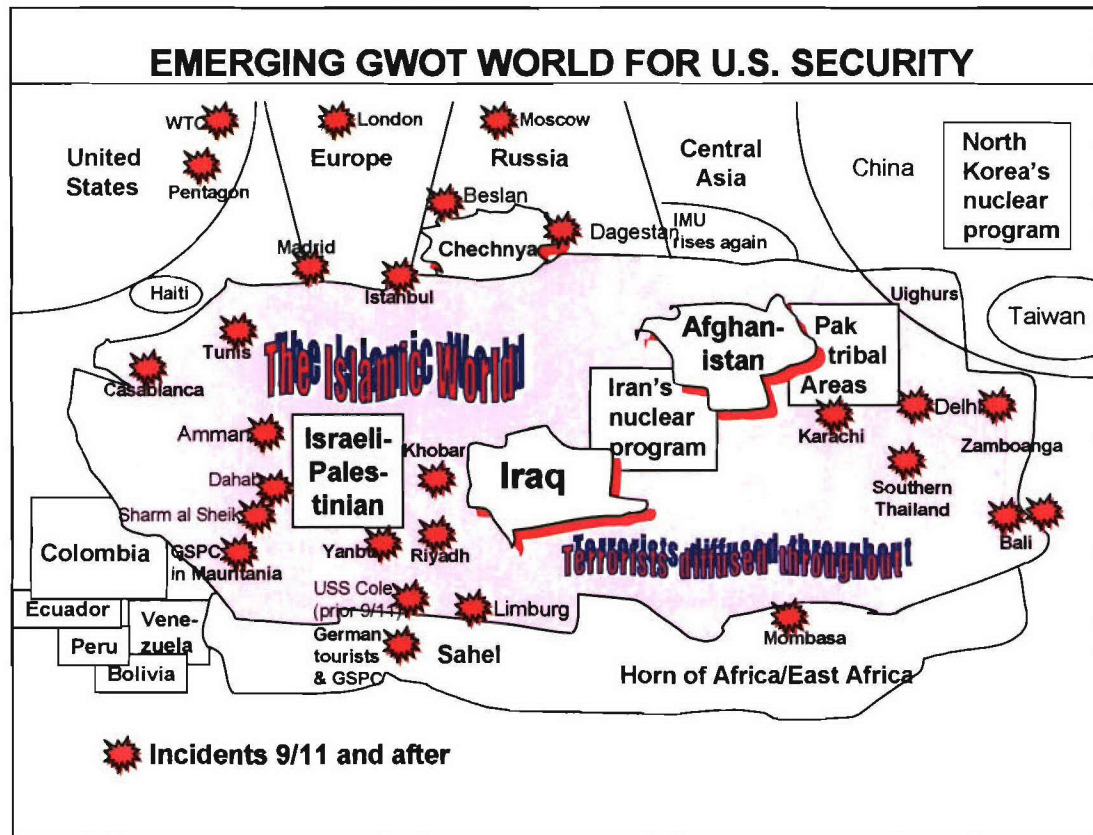 EMERGING GWOT WORLD FOR U.S. SECURITY
WTC
London
Moscow
United
States
Europe
Russia
Central
Asia
China
North
Korea's
nuclear
program
Pentagon
Beslan
Chechnya
Dagestan
IMU
rises again
Madrid
Istanbul
Haiti
Uighurs
Taiwan
Tunis
The Islamic World
Afghan-
istan
Pak
tribal
Areas
Casablanca
Iran's
nuclear
program
Karachi
Delhi
Zamboanga
Amman
Israeli-
Pales-
tinian
Khobar
Iraq
Dahab
Southern
Thailand
Sharm al Sheik
Colombia
GSPC
in Mauritania
Yanbu
Riyadh
Terrorists diffused throughout
Bali
Ecuador
Vene-
zuela
Peru
Bolivia
USS Cole
(prior 9/11)
Limburg
German
tourists
& GSPC
Sahel
Mombasa
Horn of Africa/East Africa
Incidents 9/11 and after